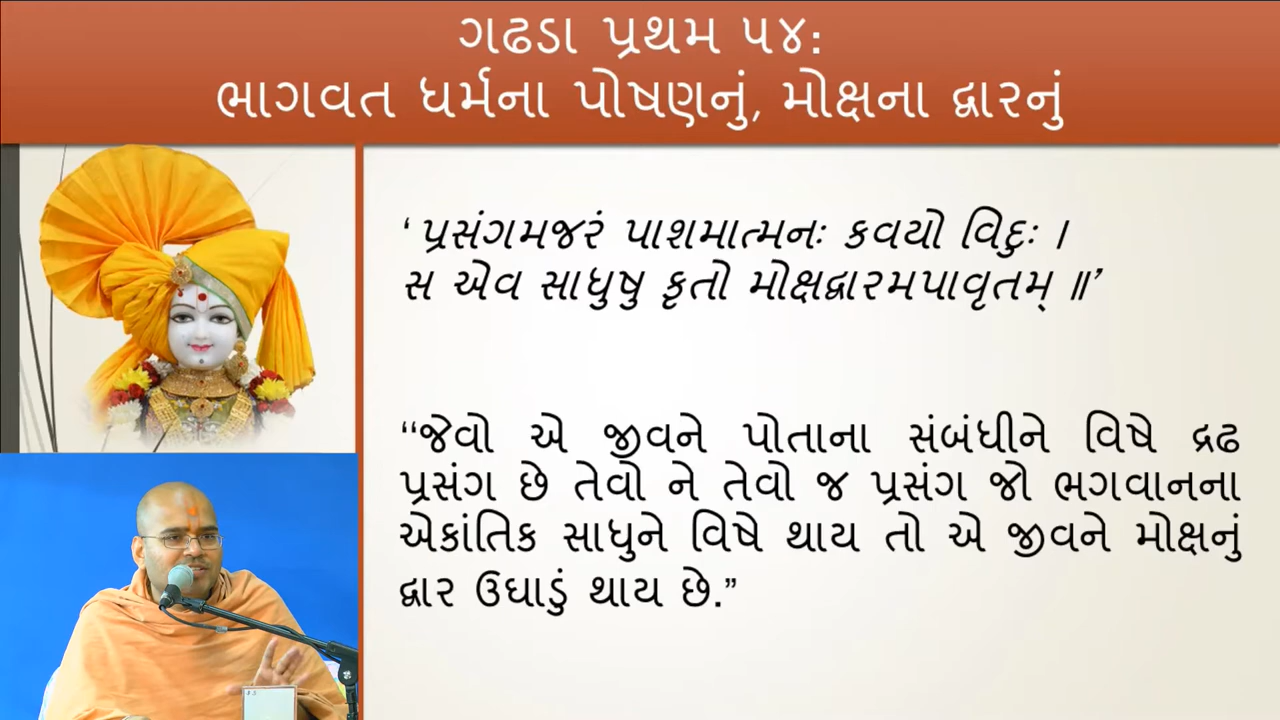 ગઢડા પ્રથમ ૫૪:
ભાગવત ધર્મના પોષણનું, મોક્ષના દ્વારનું
‘પ્રસંગમજરં પાશમાત્મનઃ કવયો વિદુઃ ।
સ એવ સાધુષુ કૃતો મોક્ષદ્વારમપાવૃતમ્ ॥’
“જેવો એ જીવને પોતાના સંબંધીને વિષે દ્રઢ
પ્રસંગ છે તેવો ને તેવો જ પ્રસંગ જો ભગવાનના
એકાંતિક સાધુને વિષે થાય તો એ જીવને મોક્ષનું
દ્વાર ઉઘાડું થાય છે.”